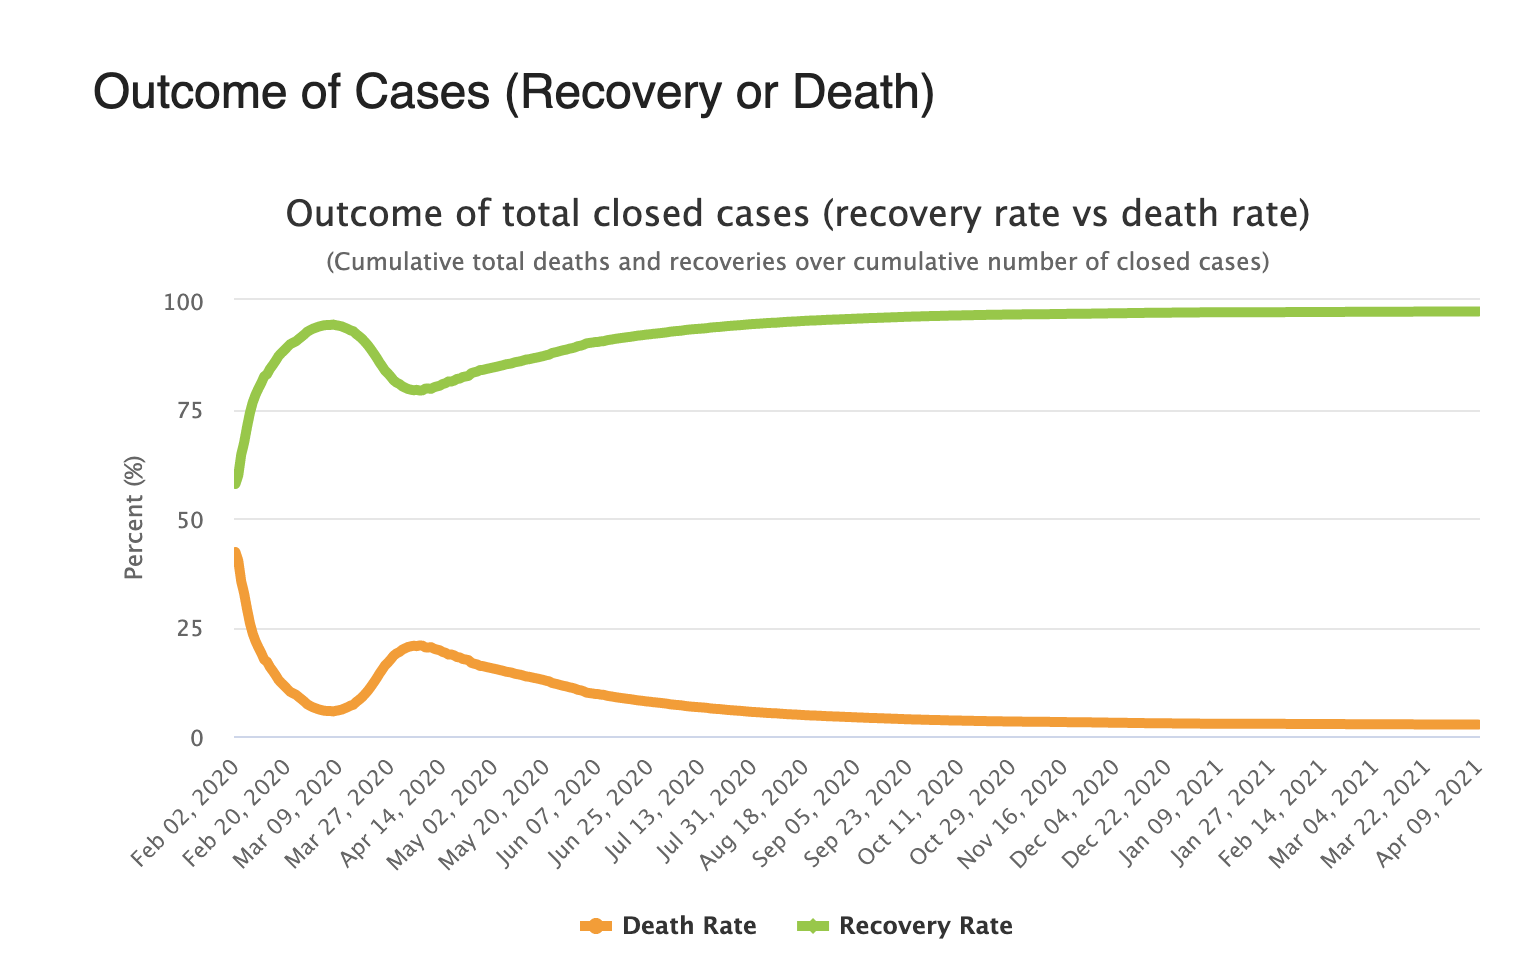 Outcome of Cases (Recovery or Death)
Outcome of total closed cases (recovery rate vs death rate)
(Cumulative total deaths and recoveries over cumulative number of closed cases)
Percent (%)
100
75
50
25
0
Feb 02, 2020
Feb 20, 2020
Mar 09, 2020
Mar 27, 2020
Apr 14, 2020
May 02, 2020
May 20, 2020
Jun 07, 2020
Jun 25, 2020
Jul 13, 2020
Jul 31, 2020
Aug 18, 2020
Sep 05, 2020
Sep 23, 2020
Oct 11, 2020
Oct 29, 2020
Nov 16, 2020
Dec 04, 2020
Dec 22, 2020
Jan 09, 2021
Jan 27, 2021
Feb 14, 2021
Mar 04, 2021
Mar 22, 2021
Apr 09, 2021
Death Rate
Recovery Rate